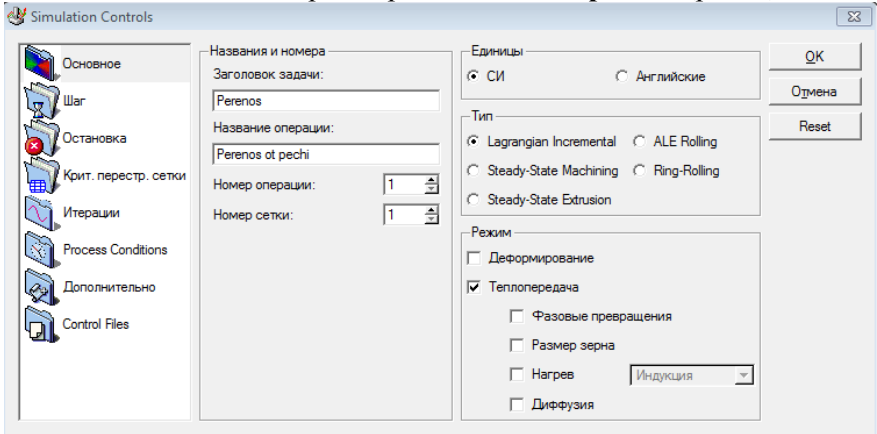 Simulation Controls
Основное
Шаг
Остановка
Крит. перестр. сетки
Итерации
Process Conditions
Дополнительно
Control Files
Названия и номера
Заголовок задачи:
Perenos
Название операции:
Perenos ot pechi
Номер операции: 1
Номер сетки: 1
Единицы
СИ Английские
Тип
Lagrangian Incremental ALE Rolling
Steady-State Machining Ring-Rolling
Steady-State Extrusion
Режим
Деформирование
Теплопередача
Фазовые превращения
Размер зерна
Нагрев Индукция
Диффузия
OK
Отмена
Reset